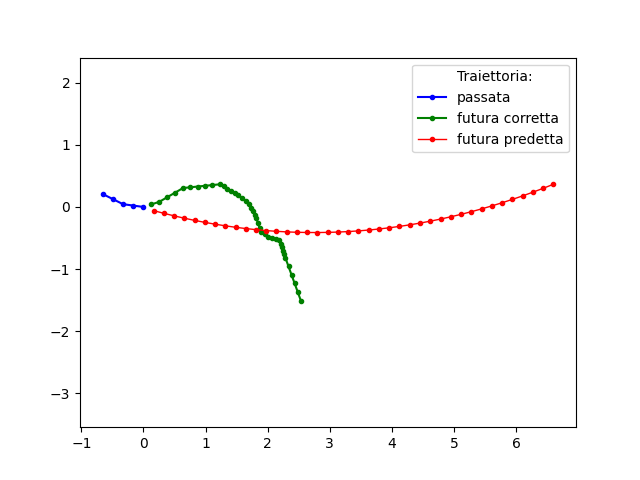 Traiettoria:
passata
futura corretta
futura predetta
2
1
0
−1
−2
−3
−1 0 1 2 3 4 5 6